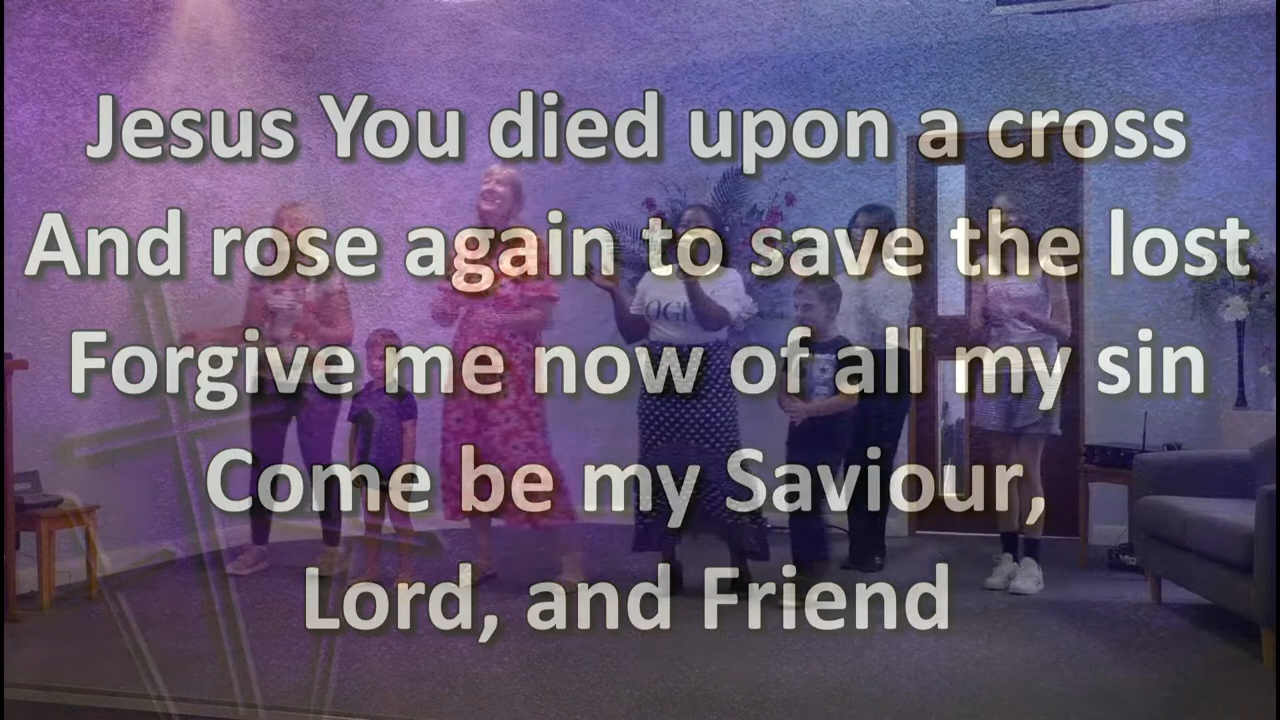 Jesus You died upon a cross
And rose again to save the lost
Forgive me now of all my sin
Come be my Saviour,
Lord, and Friend